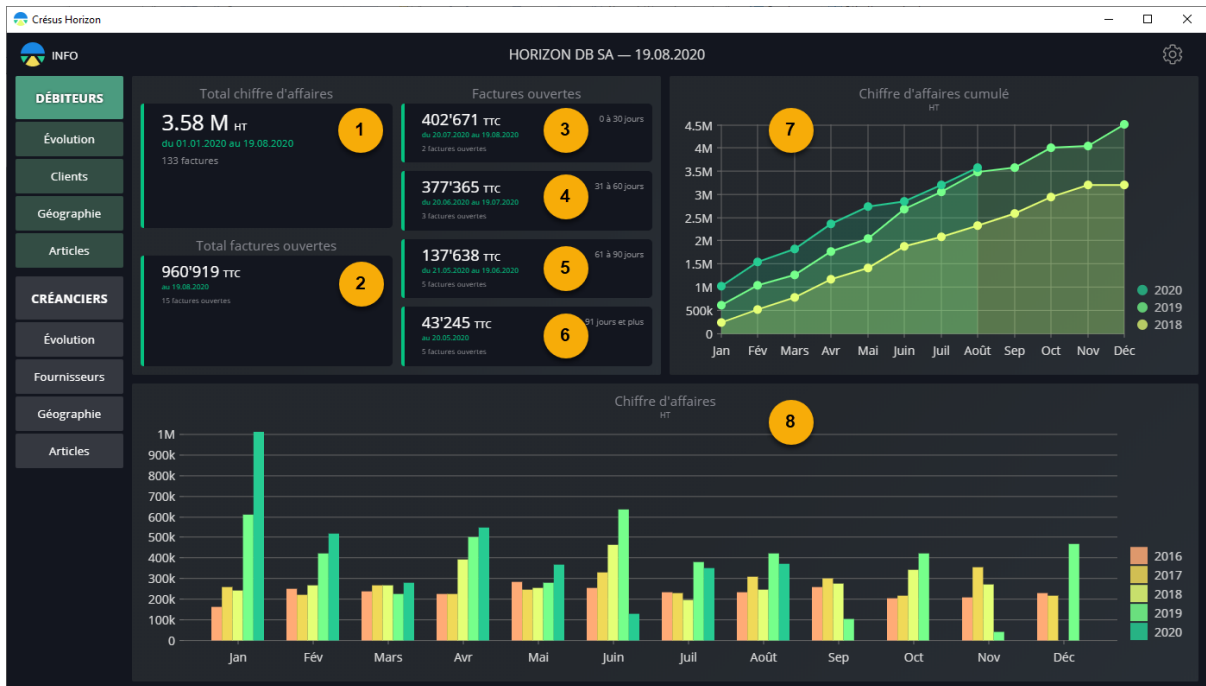 Crésus Horizon
INFO
HORIZON DB SA — 19.08.2020
DÉBITEURS
Évolution
Clients
Géographie
Articles
CRÉANCIERS
Évolution
Fournisseurs
Géographie
Articles
Total chiffre d'affaires
3.58 M HT
1
du 01.01.2020 au 19.08.2020
133 factures
Total factures ouvertes
960'919 TTC
2
au 19.08.2020
15 factures ouvertes
Factures ouvertes
402'671 TTC
3
0 à 30 jours
du 20.07.2020 au 19.08.2020
2 factures ouvertes
377'365 TTC
4
31 à 60 jours
du 20.06.2020 au 19.07.2020
3 factures ouvertes
137'638 TTC
5
61 à 90 jours
du 21.05.2020 au 19.06.2020
5 factures ouvertes
43'245 TTC
6
91 jours et plus
au 20.05.2020
5 factures ouvertes
Chiffre d'affaires cumulé
HT
7
4.5M
4M
3.5M
3M
2.5M
2M
1.5M
1M
500k
0
Jan Fév Mars Avr Mai Juin Juil Août Sep Oct Nov Déc
2020
2019
2018
Chiffre d'affaires
HT
8
1M
900k
800k
700k
600k
500k
400k
300k
200k
100k
0
Jan Fév Mars Avr Mai Juin Juil Août Sep Oct Nov Déc
2016
2017
2018
2019
2020